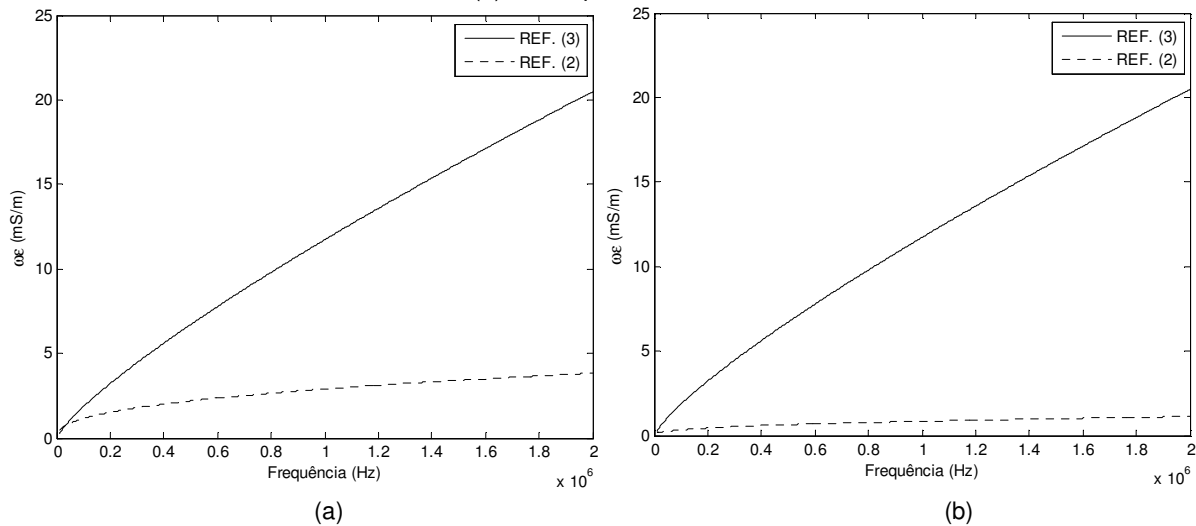 25
20
15
10
5
0
ωε (mS/m)
REF. (3)
REF. (2)
0 0.2 0.4 0.6 0.8 1 1.2 1.4 1.6 1.8 2
Frequência (Hz)
x 10^6
(a)
25
20
15
10
5
0
ωε (mS/m)
REF. (3)
REF. (2)
0 0.2 0.4 0.6 0.8 1 1.2 1.4 1.6 1.8 2
Frequência (Hz)
x 10^6
(b)